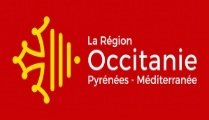 La Région
Occitanie
Pyrénées - Méditerranée